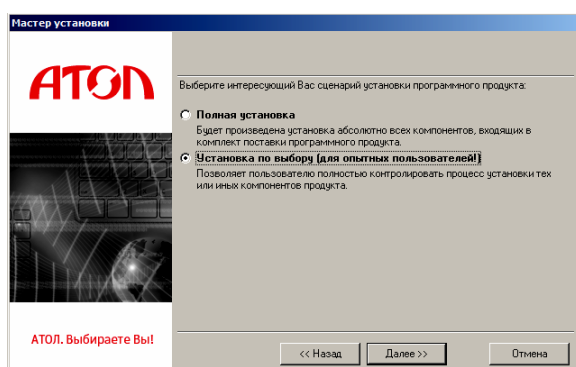 Мастер установки
АТОЛ
Выберите интересующий Вас сценарий установки программного продукта:
Полная установка
Будет произведена установка абсолютно всех компонентов, входящих в
комплект поставки программного продукта.
Установка по выбору (для опытных пользователей!)
Позволяет пользователю полностью контролировать процесс установки тех
или иных компонентов продукта.
АТОЛ. Выбираете Вы!
<< Назад
Далее >>
Отмена